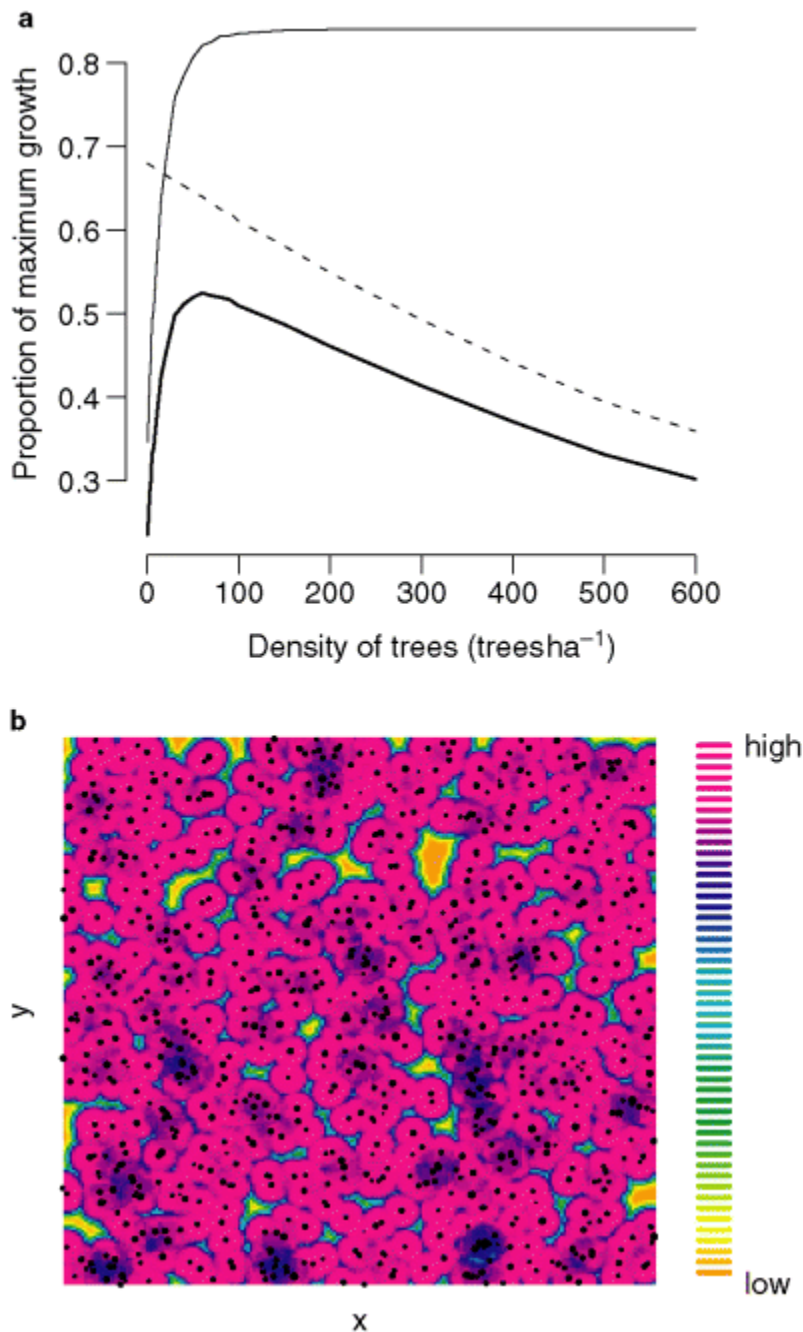 a
Proportion of maximum growth
0.8
0.7
0.6
0.5
0.4
0.3
0 100 200 300 400 500 600
Density of trees (treesha⁻¹)
b
high
low
y
x